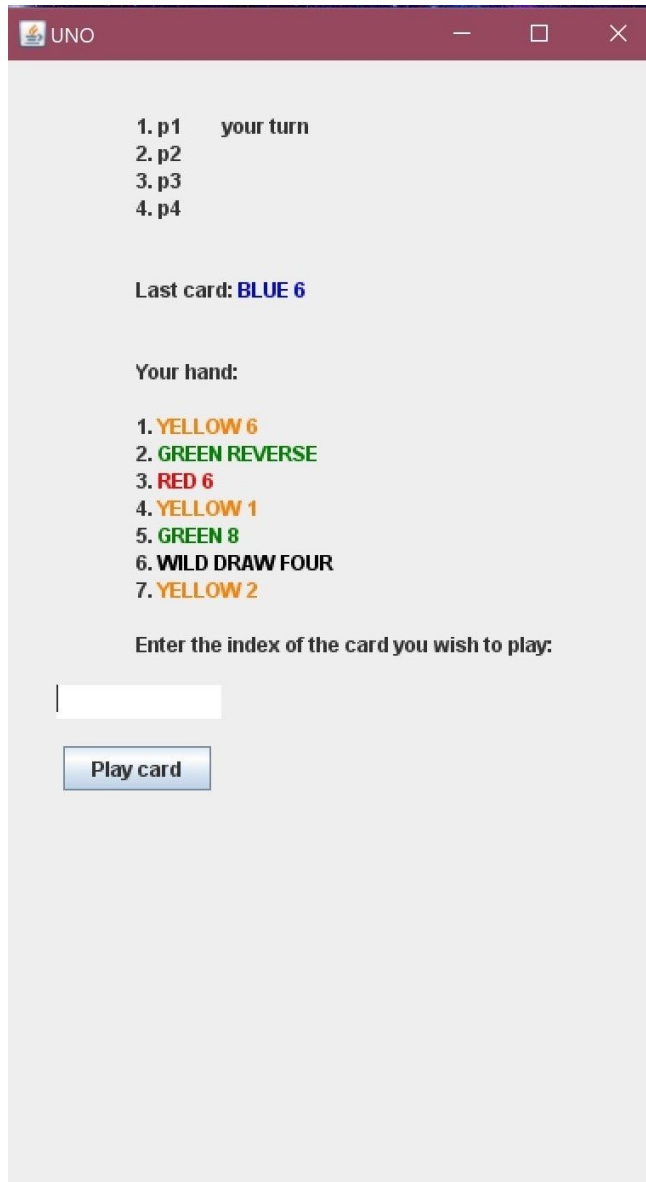 UNO
1. p1 your turn
2. p2
3. p3
4. p4
Last card: BLUE 6
Your hand:
1. YELLOW 6
2. GREEN REVERSE
3. RED 6
4. YELLOW 1
5. GREEN 8
6. WILD DRAW FOUR
7. YELLOW 2
Enter the index of the card you wish to play:
Play card